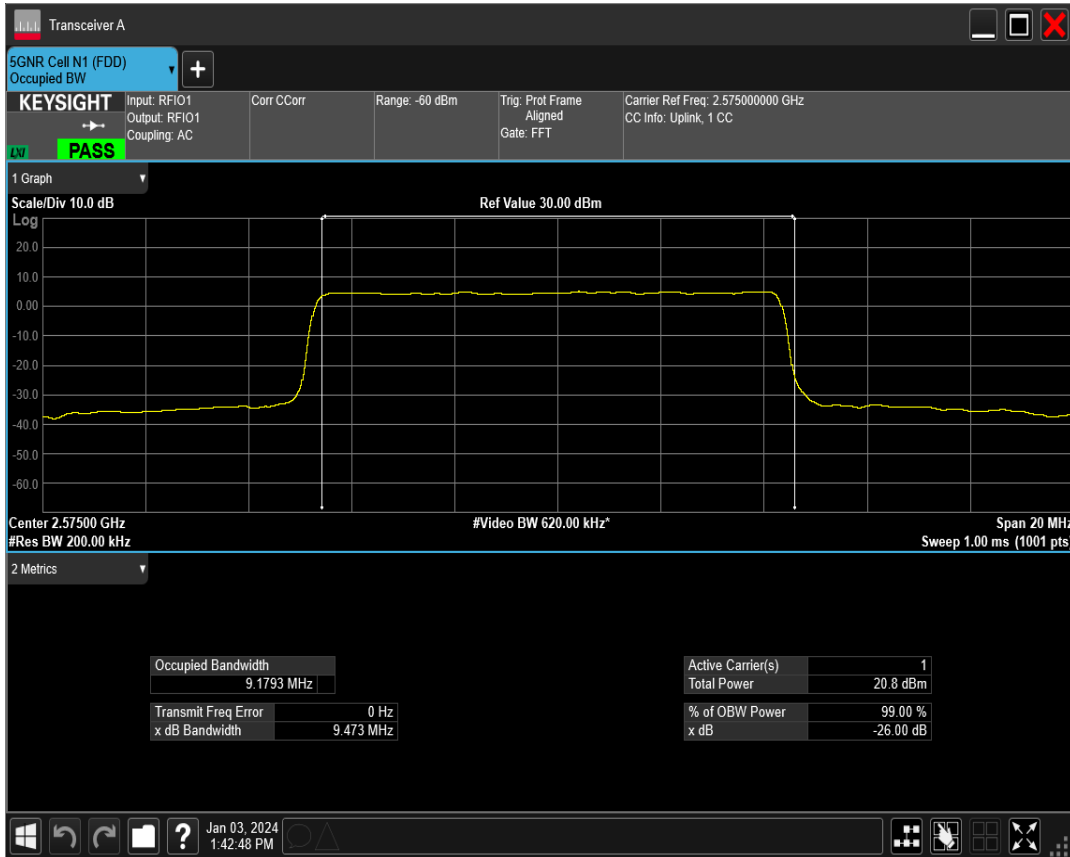 Transceiver A
5GNR Cell N1 (FDD)
Occupied BW
+
KEYSIGHT
LXI
PASS
Input: RFIO1
Output: RFIO1
Coupling: AC
Corr CCorr
Range: -60 dBm
Trig: Prot Frame
Aligned
Gate: FFT
Carrier Ref Freq: 2.575000000 GHz
CC Info: Uplink, 1 CC
1 Graph
Scale/Div 10.0 dB
Ref Value 30.00 dBm
Log
20.0
10.0
0.00
-10.0
-20.0
-30.0
-40.0
-50.0
-60.0
Center 2.57500 GHz
#Video BW 620.00 kHz*
Span 20 MHz
#Res BW 200.00 kHz
Sweep 1.00 ms (1001 pts)
2 Metrics
Occupied Bandwidth
9.1793 MHz
Transmit Freq Error 0 Hz
x dB Bandwidth 9.473 MHz
Active Carrier(s) 1
Total Power 20.8 dBm
% of OBW Power 99.00 %
x dB -26.00 dB
?
Jan 03, 2024
1:42:48 PM